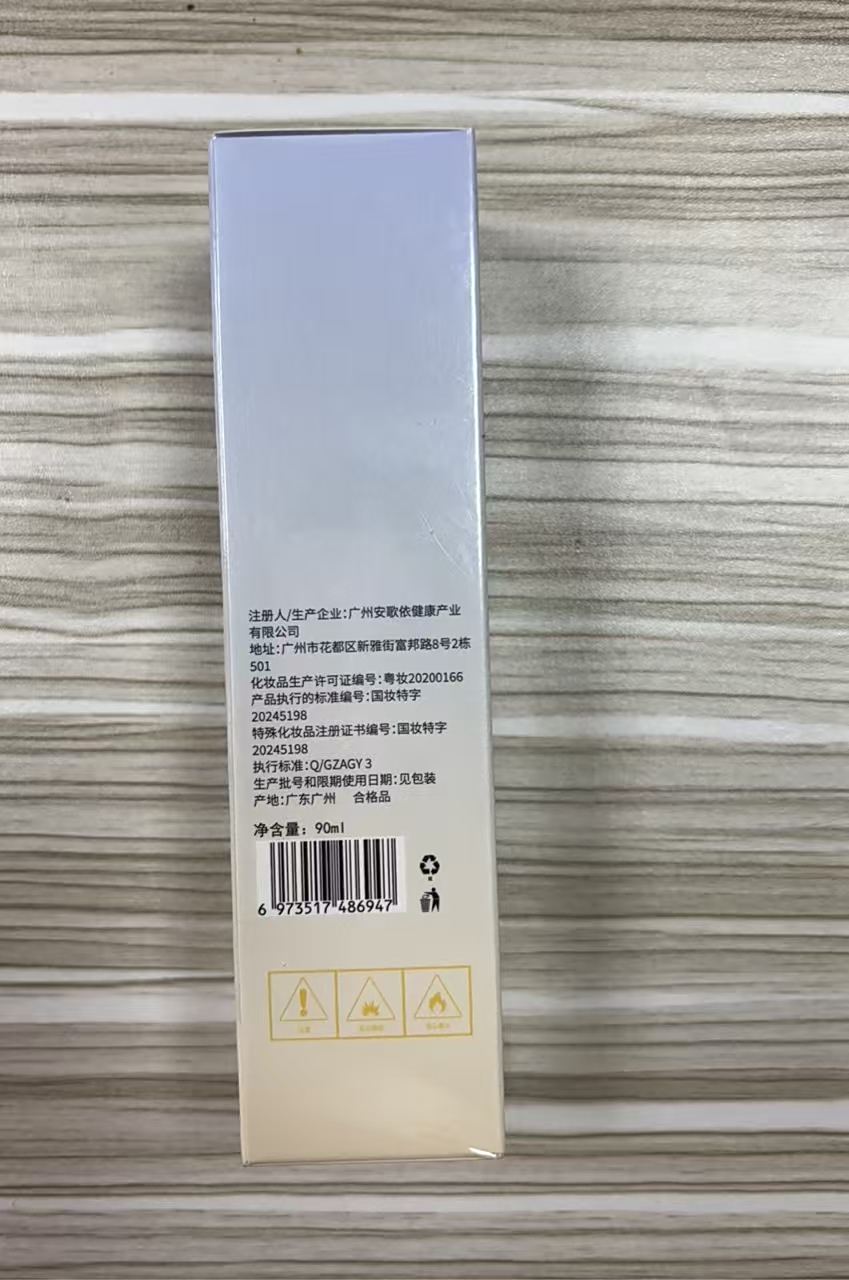 注册人/生产企业:广州安歌依健康产业
有限公司
地址:广州市花都区新雅街富邦路8号2栋
501
化妆品生产许可证编号:粤妆20200166
产品执行的标准编号:国妆特字
20245198
特殊化妆品注册证书编号:国妆特字
20245198
执行标准:Q/GZAGY 3
生产批号和限期使用日期:见包装
产地:广东广州 合格品
净含量: 90ml
6 973517 486947